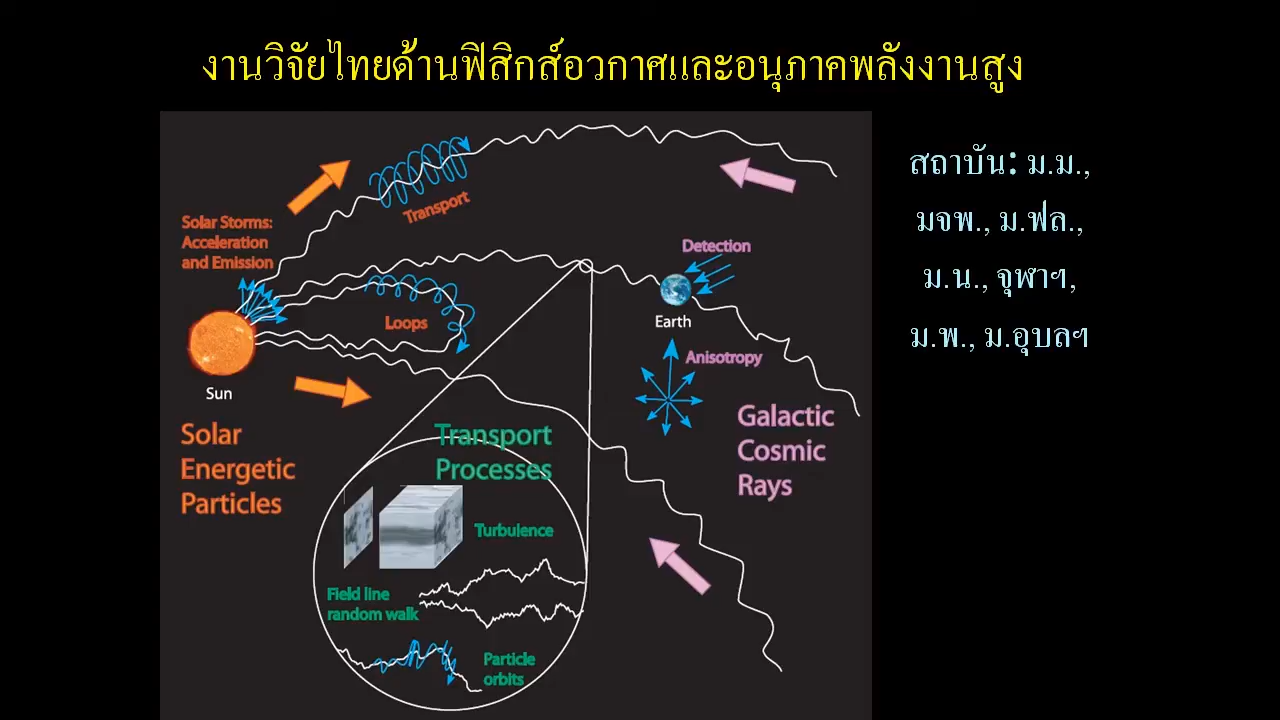 งานวิจัยไทยด้านฟิสิกส์อวกาศและอนุภาคพลังงานสูง
สถาบัน: ม.ม.,
มจพ., ม.ฟล.,
ม.น., จุฬาฯ,
ม.พ., ม.อุบลฯ
Transport
Solar Storms:
Acceleration
and Emission
Detection
Loops
Earth
Anisotropy
Sun
Solar
Energetic
Particles
Transport
Processes
Galactic
Cosmic
Rays
Turbulence
Field line
random walk
Particle
orbits